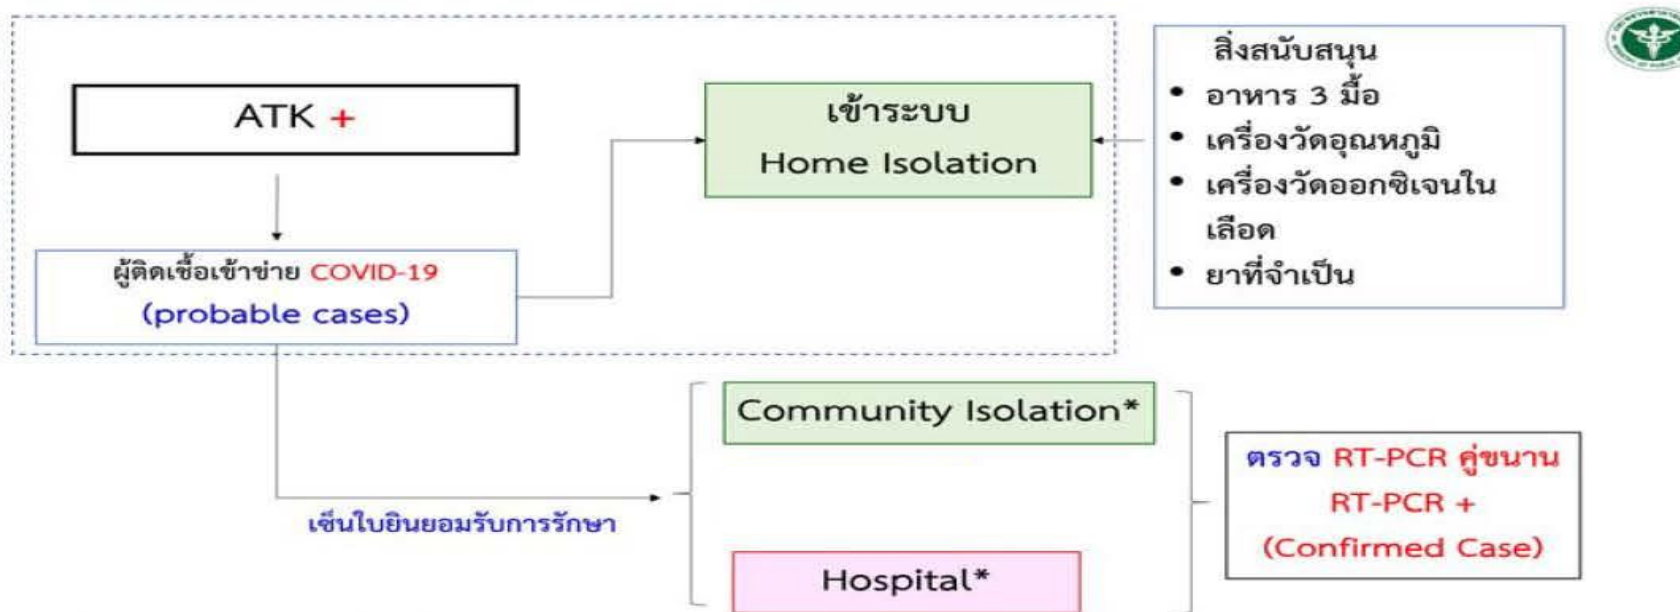 ATK +
ผู้ติดเชื้อเข้าข่าย COVID-19
(probable cases)
เข้าระบบ
Home Isolation
สิ่งสนับสนุน
• อาหาร 3 มื้อ
• เครื่องวัดอุณหภูมิ
• เครื่องวัดออกซิเจนใน
เลือด
• ยาที่จำเป็น
เซ็นใบยินยอมรับการรักษา
Community Isolation*
Hospital*
ตรวจ RT-PCR คู่ขนาน
RT-PCR +
(Confirmed Case)